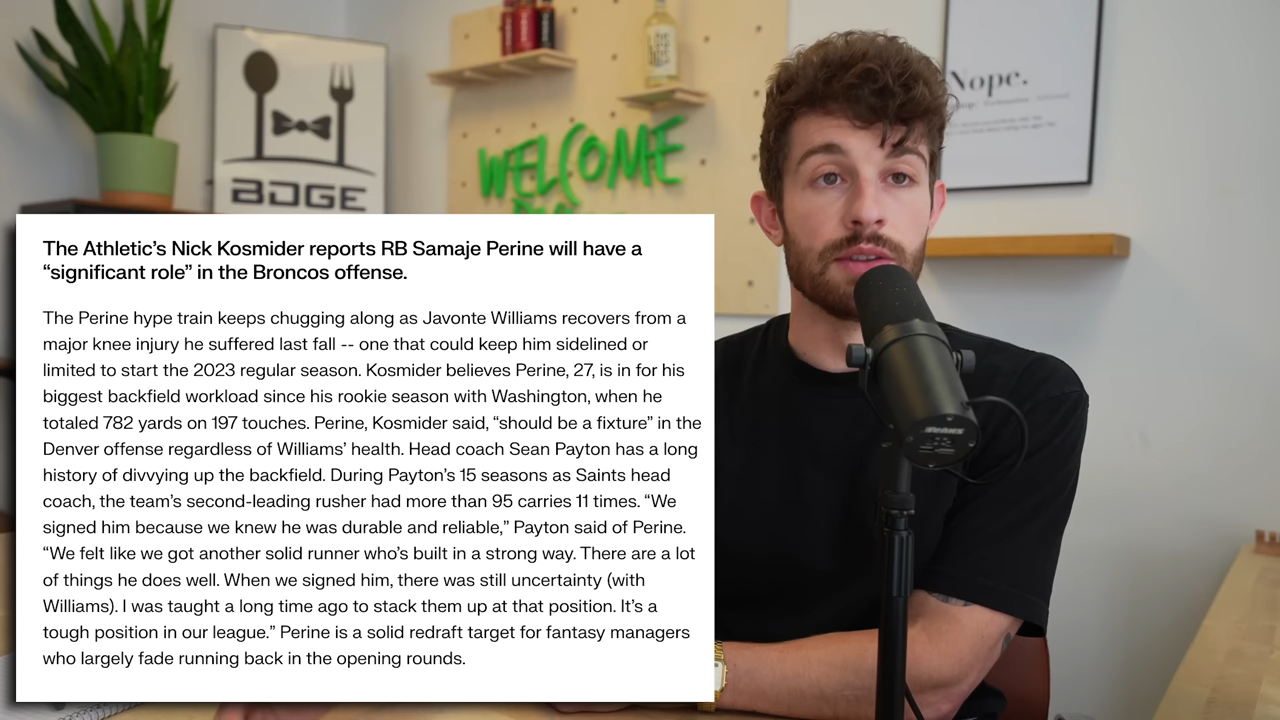 Nope.
WELCOME
BDGE
The Athletic’s Nick Kosmider reports RB Samaje Perine will have a
“significant role” in the Broncos offense.
The Perine hype train keeps chugging along as Javonte Williams recovers from a
major knee injury he suffered last fall -- one that could keep him sidelined or
limited to start the 2023 regular season. Kosmider believes Perine, 27, is in for his
biggest backfield workload since his rookie season with Washington, when he
totaled 782 yards on 197 touches. Perine, Kosmider said, “should be a fixture” in the
Denver offense regardless of Williams’ health. Head coach Sean Payton has a long
history of divvying up the backfield. During Payton’s 15 seasons as Saints head
coach, the team’s second-leading rusher had more than 95 carries 11 times. “We
signed him because we knew he was durable and reliable,” Payton said of Perine.
“We felt like we got another solid runner who’s built in a strong way. There are a lot
of things he does well. When we signed him, there was still uncertainty (with
Williams). I was taught a long time ago to stack them up at that position. It’s a
tough position in our league.” Perine is a solid redraft target for fantasy managers
who largely fade running back in the opening rounds.